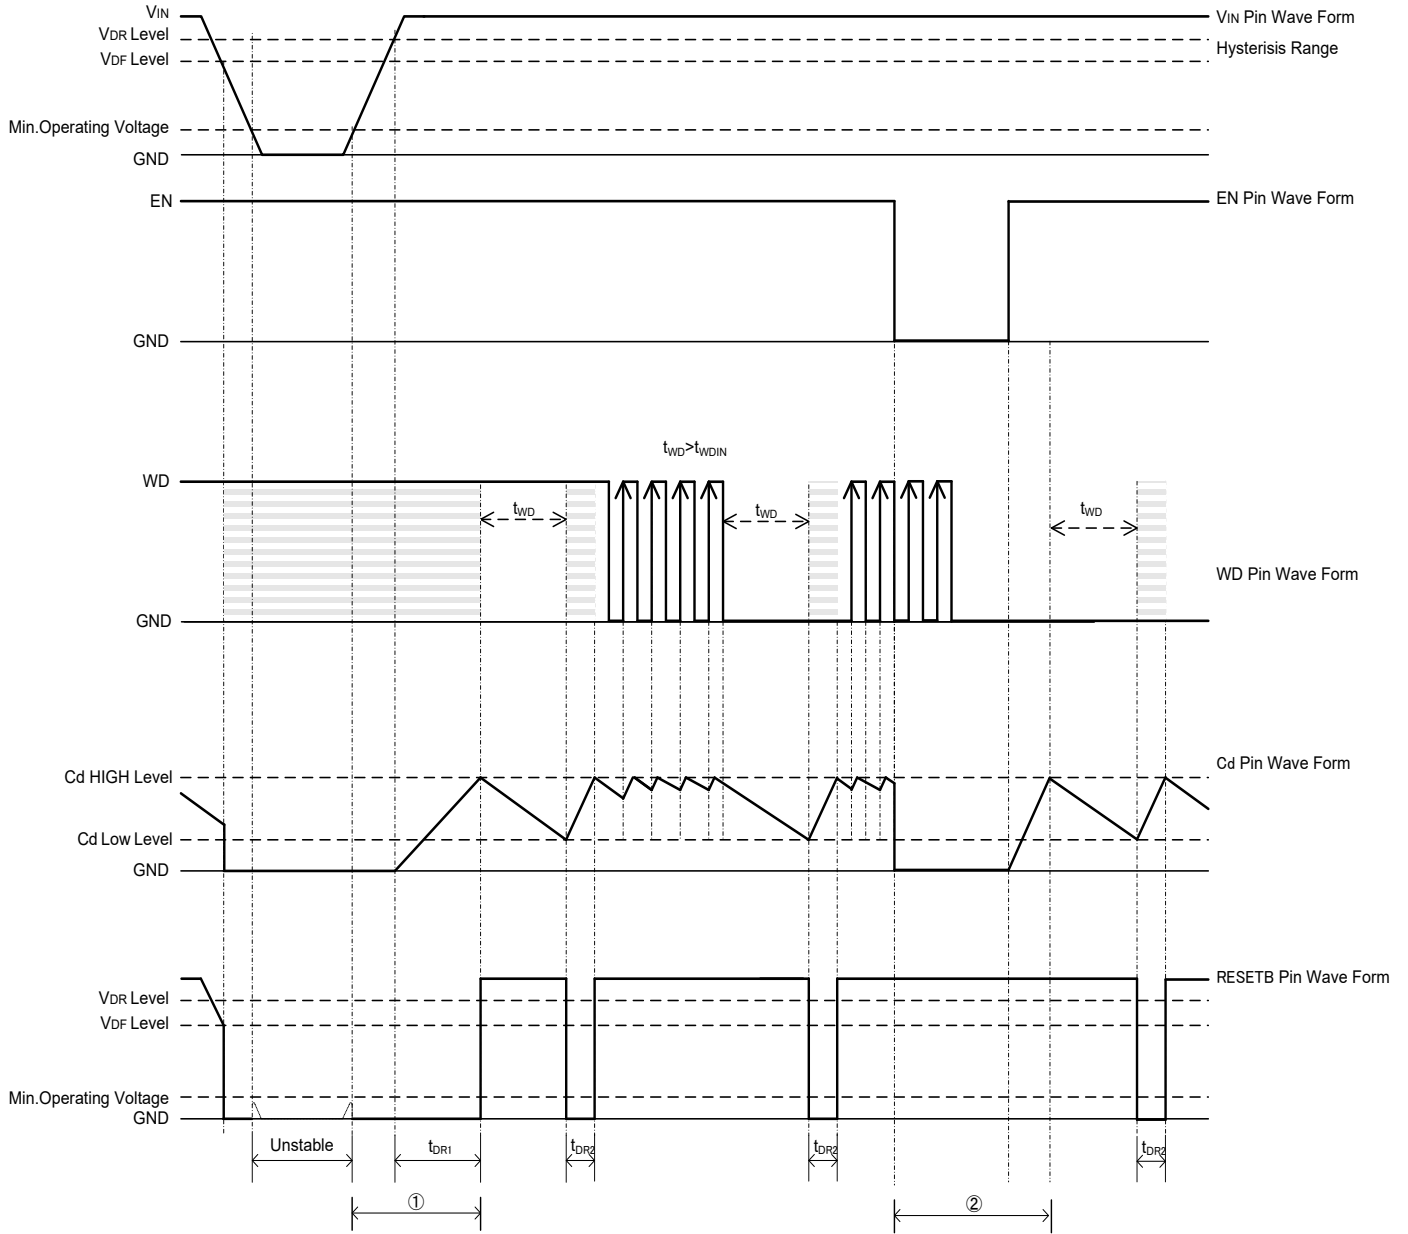 VIN
VIN Pin Wave Form
VDR Level
Hysterisis Range
VDF Level
Min.Operating Voltage
GND
EN
EN Pin Wave Form
GND
tWD>tWDIN
WD
tWD
tWD
tWD
WD Pin Wave Form
GND
Cd HIGH Level
Cd Pin Wave Form
Cd Low Level
GND
RESETB Pin Wave Form
VDR Level
VDF Level
Min.Operating Voltage
GND
Unstable
tDR1
tDR2
tDR2
tDR2
①
②